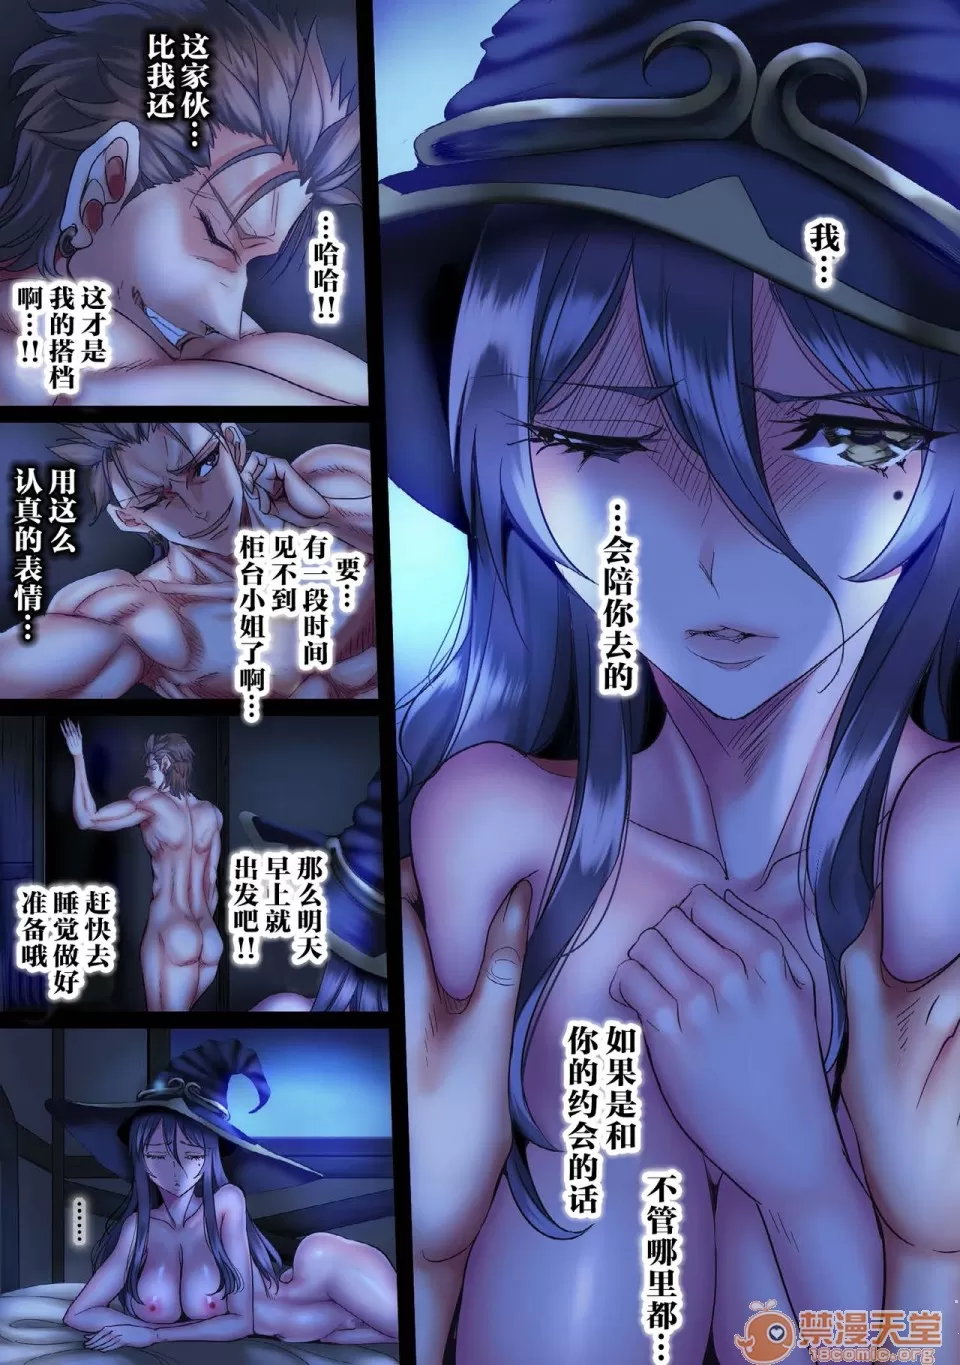 我…
…会陪你去的
如果是和
你的约会的话
不管哪里都…
这家伙…
比我还
…哈哈!!
这才是
我的搭档
啊…!!
要…
有一段时间
见不到
柜台小姐了啊…
用这么
认真的表情…
那么明天
早上就
出发吧!!
赶快去
睡觉做好
准备哦
……
禁漫天堂
18comic.org